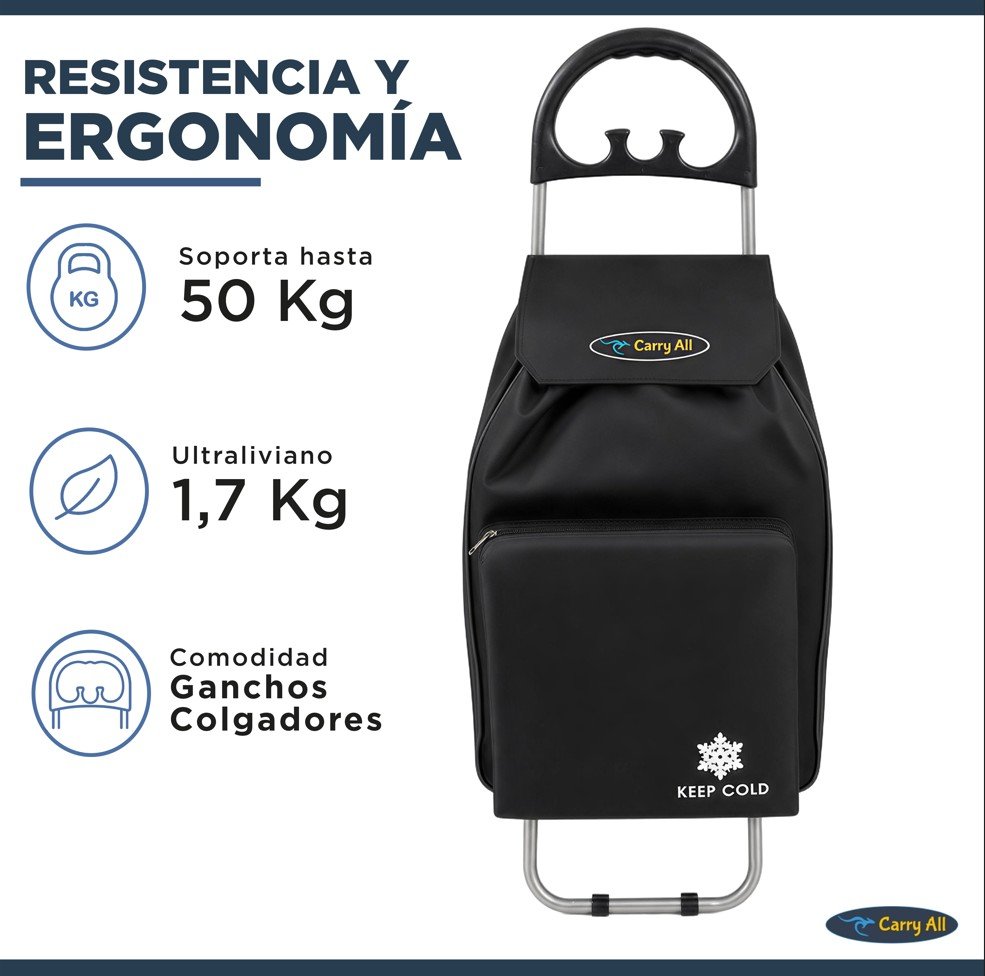 RESISTENCIA Y
ERGONOMÍA
KG
Soporta hasta
50 Kg
Ultraliviano
1,7 Kg
Comodidad
Ganchos
Colgadores
Carry All
KEEP COLD
Carry All